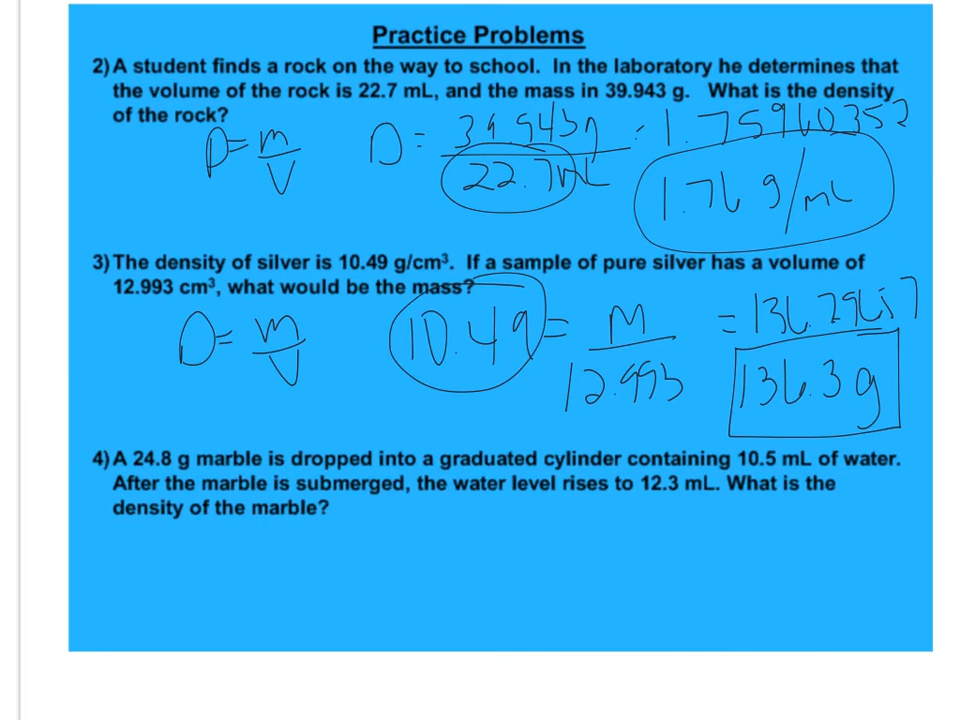 Practice Problems
2) A student finds a rock on the way to school. In the laboratory he determines that
the volume of the rock is 22.7 mL, and the mass in 39.943 g. What is the density
of the rock?
D = m/V D = 39.943g/22.7mL = 1.75960352
1.76 g/mL
3) The density of silver is 10.49 g/cm³. If a sample of pure silver has a volume of
12.993 cm³, what would be the mass?
D = m/V 10.49 = M/12.993 = 136.29657
136.3 g
4) A 24.8 g marble is dropped into a graduated cylinder containing 10.5 mL of water.
After the marble is submerged, the water level rises to 12.3 mL. What is the
density of the marble?